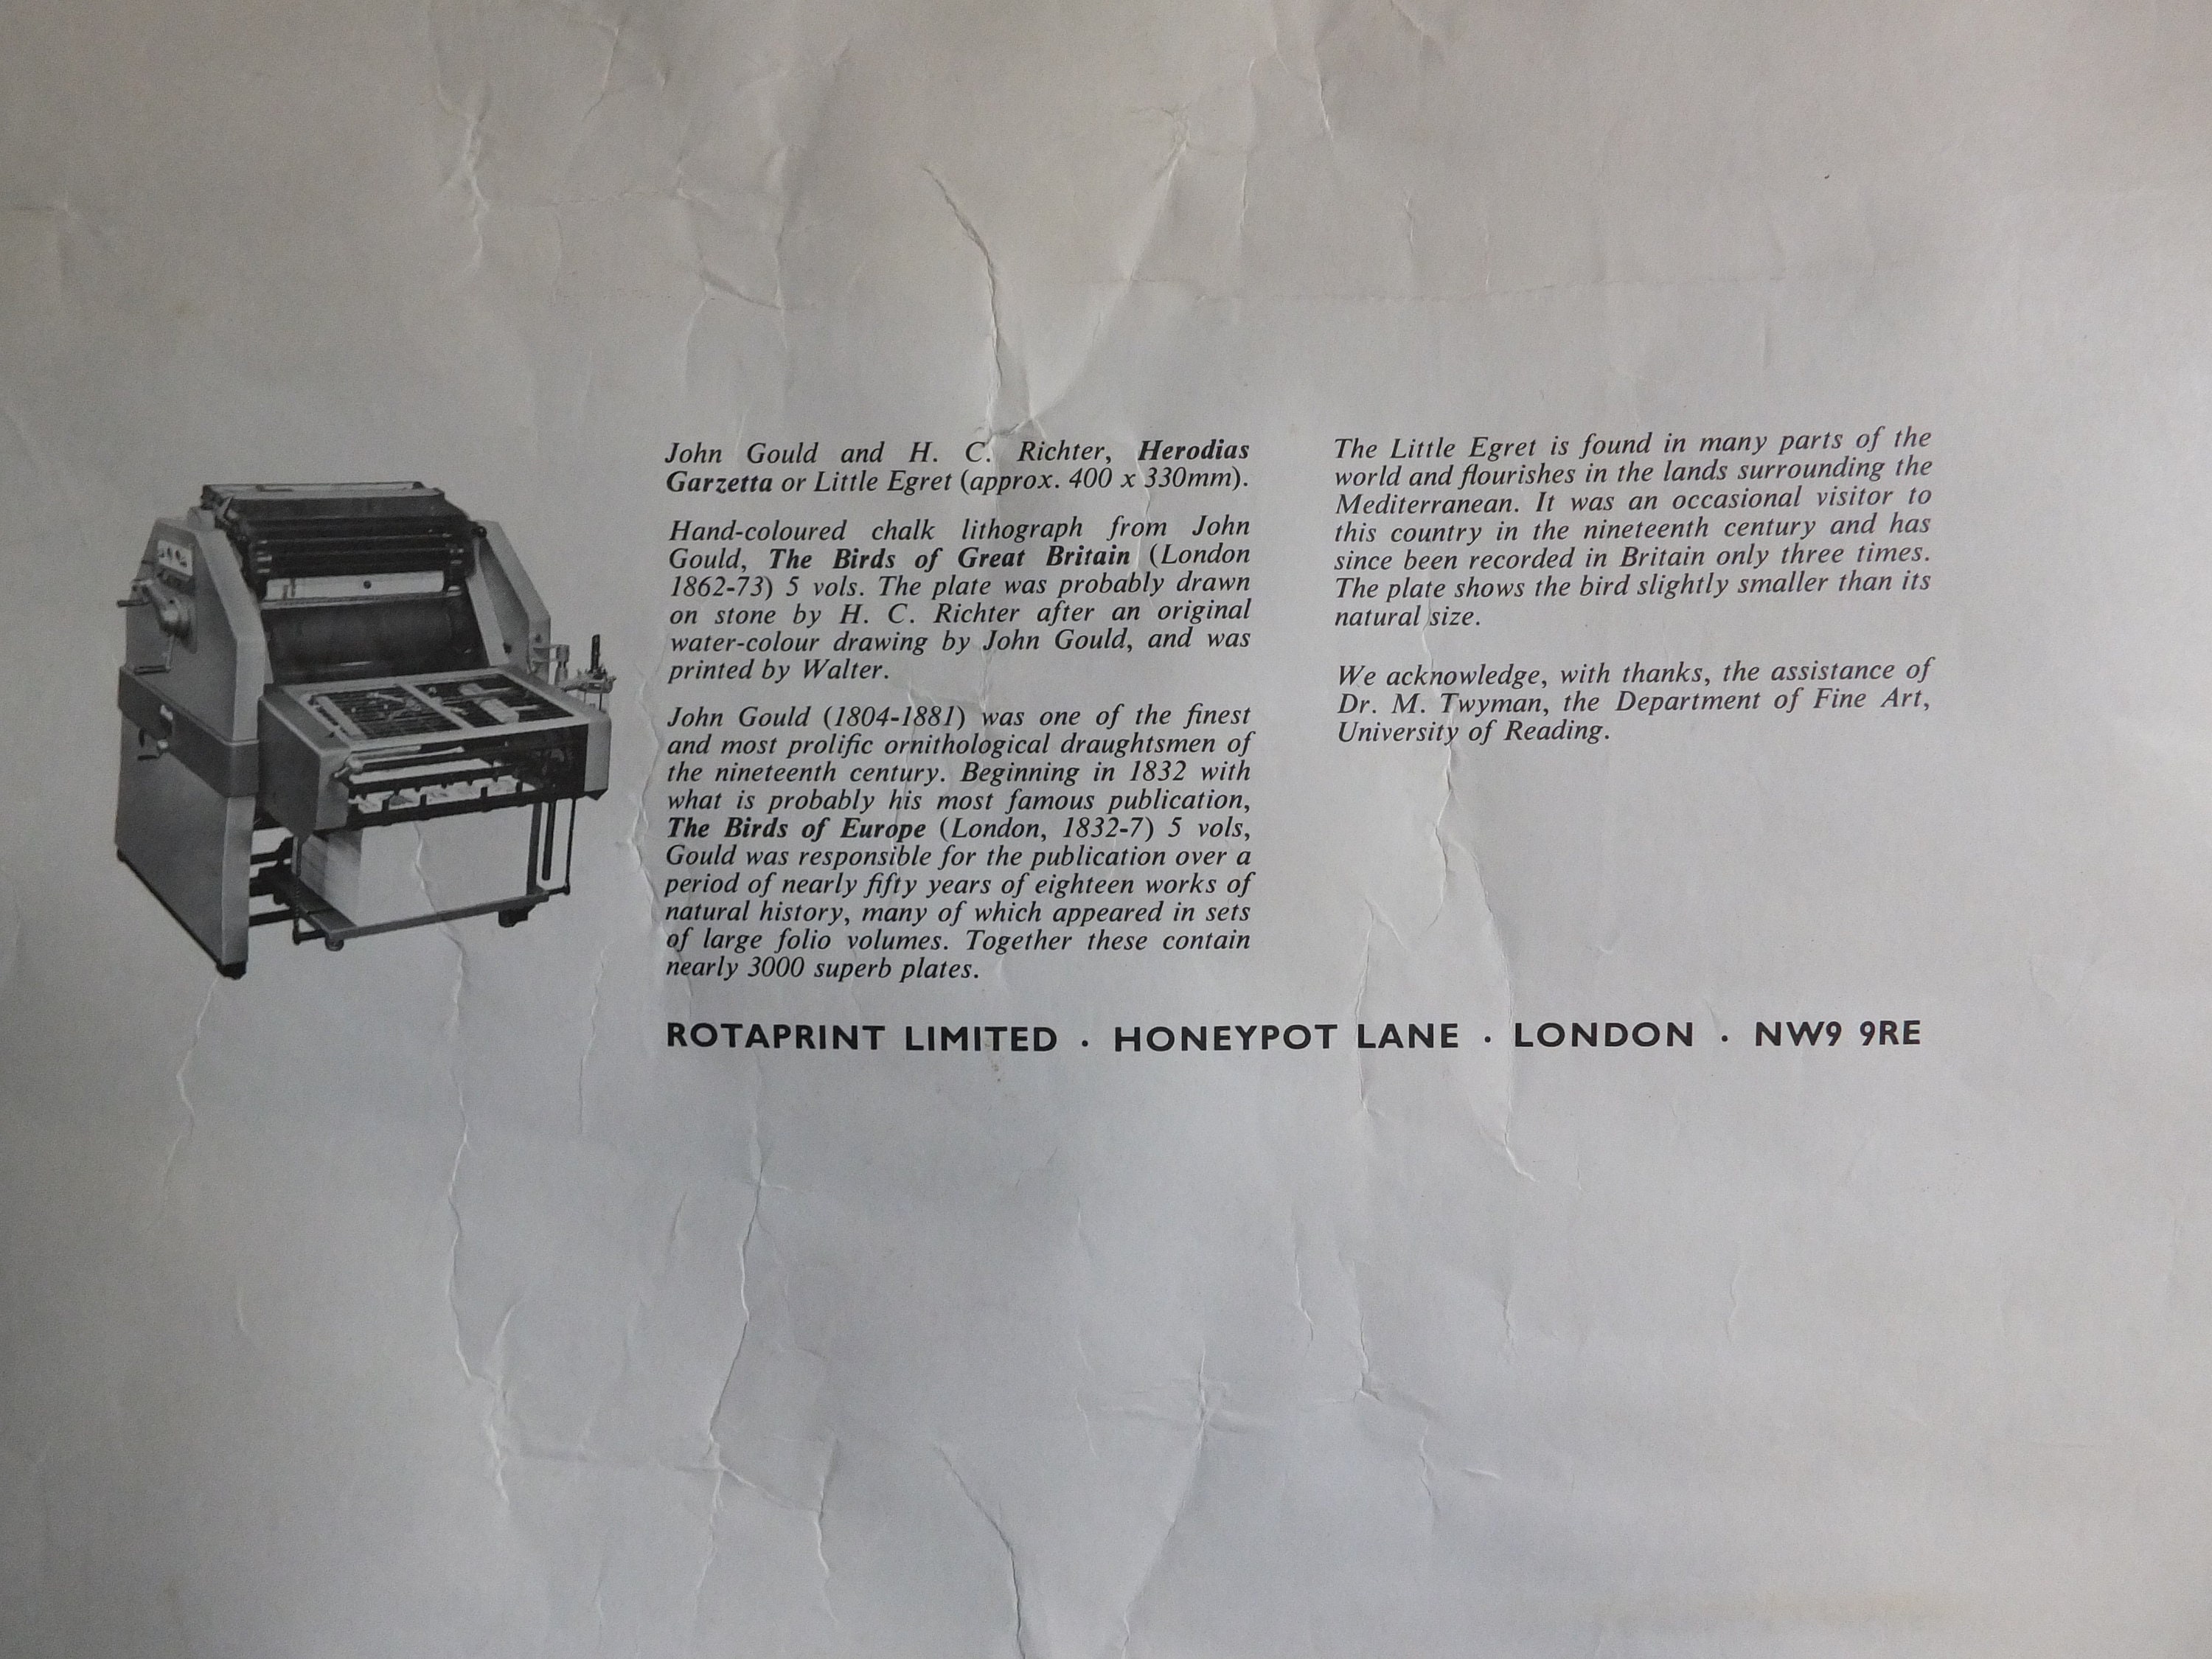 John Gould and H. C. Richter, Herodias
Garzetta or Little Egret (approx. 400 x 330mm).
Hand-coloured chalk lithograph from John
Gould, The Birds of Great Britain (London
1862-73) 5 vols. The plate was probably drawn
on stone by H. C. Richter after an original
water-colour drawing by John Gould, and was
printed by Walter.
John Gould (1804-1881) was one of the finest
and most prolific ornithological draughtsmen of
the nineteenth century. Beginning in 1832 with
what is probably his most famous publication,
The Birds of Europe (London, 1832-7) 5 vols,
Gould was responsible for the publication over a
period of nearly fifty years of eighteen works of
natural history, many of which appeared in sets
of large folio volumes. Together these contain
nearly 3000 superb plates.
The Little Egret is found in many parts of the
world and flourishes in the lands surrounding the
Mediterranean. It was an occasional visitor to
this country in the nineteenth century and has
since been recorded in Britain only three times.
The plate shows the bird slightly smaller than its
natural size.
We acknowledge, with thanks, the assistance of
Dr. M. Twyman, the Department of Fine Art,
University of Reading.
ROTAPRINT LIMITED · HONEYPOT LANE · LONDON · NW9 9RE